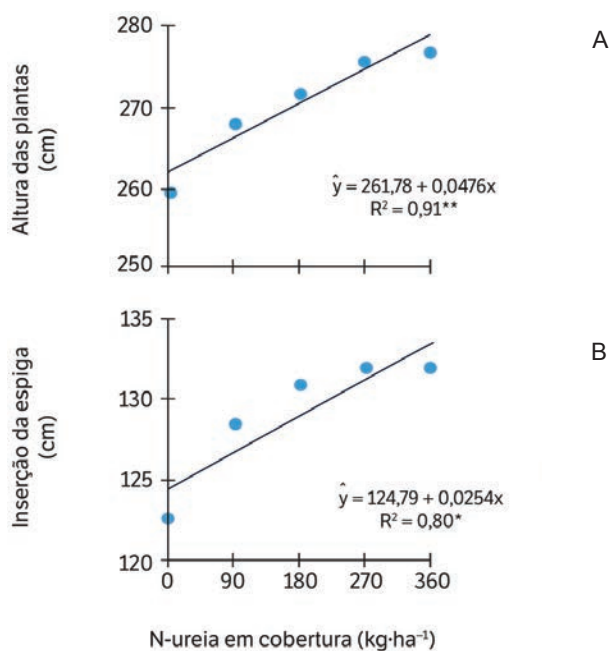 A
Altura das plantas
(cm)
280
270
260
250
ŷ = 261,78 + 0,0476x
R² = 0,91**
B
Inserção da espiga
(cm)
135
130
125
120
ŷ = 124,79 + 0,0254x
R² = 0,80*
0 90 180 270 360
N-ureia em cobertura (kg·ha⁻¹)